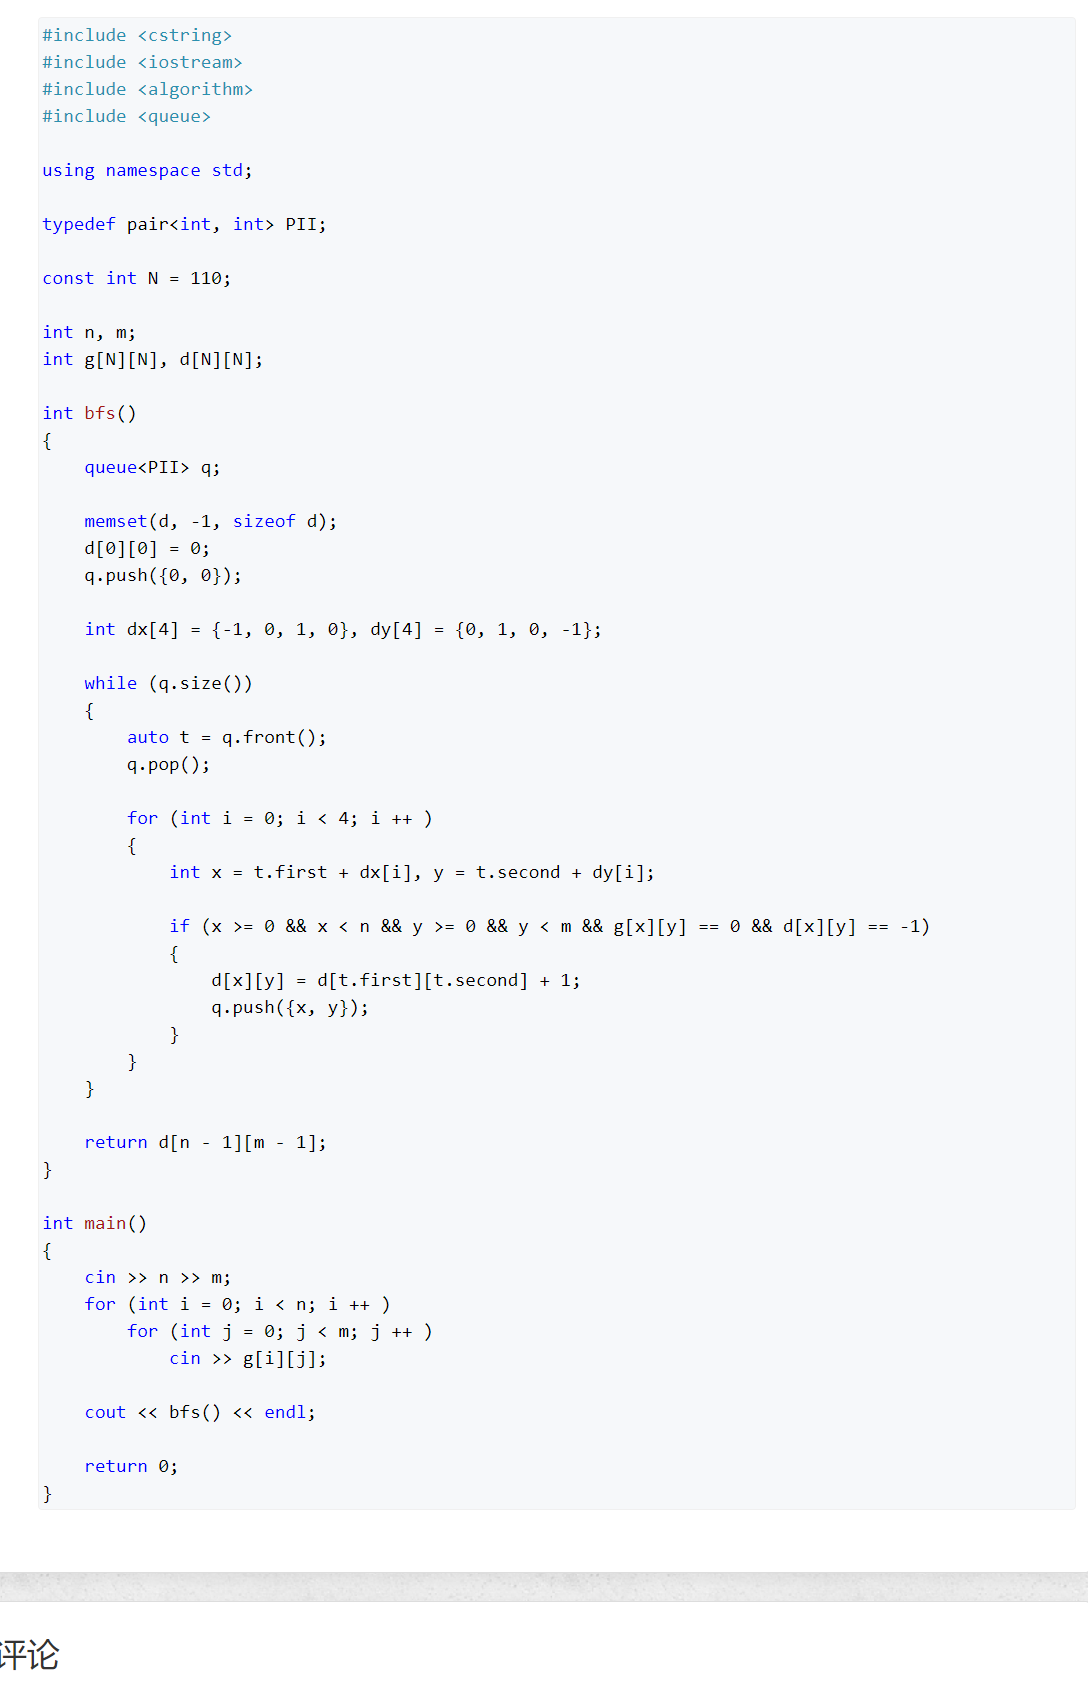 #include <cstring>
#include <iostream>
#include <algorithm>
#include <queue>

using namespace std;

typedef pair<int, int> PII;

const int N = 110;

int n, m;
int g[N][N], d[N][N];

int bfs()
{
    queue<PII> q;

    memset(d, -1, sizeof d);
    d[0][0] = 0;
    q.push({0, 0});

    int dx[4] = {-1, 0, 1, 0}, dy[4] = {0, 1, 0, -1};

    while (q.size())
    {
        auto t = q.front();
        q.pop();

        for (int i = 0; i < 4; i ++ )
        {
            int x = t.first + dx[i], y = t.second + dy[i];

            if (x >= 0 && x < n && y >= 0 && y < m && g[x][y] == 0 && d[x][y] == -1)
            {
                d[x][y] = d[t.first][t.second] + 1;
                q.push({x, y});
            }
        }
    }

    return d[n - 1][m - 1];
}

int main()
{
    cin >> n >> m;
    for (int i = 0; i < n; i ++ )
        for (int j = 0; j < m; j ++ )
            cin >> g[i][j];

    cout << bfs() << endl;

    return 0;
}
评论